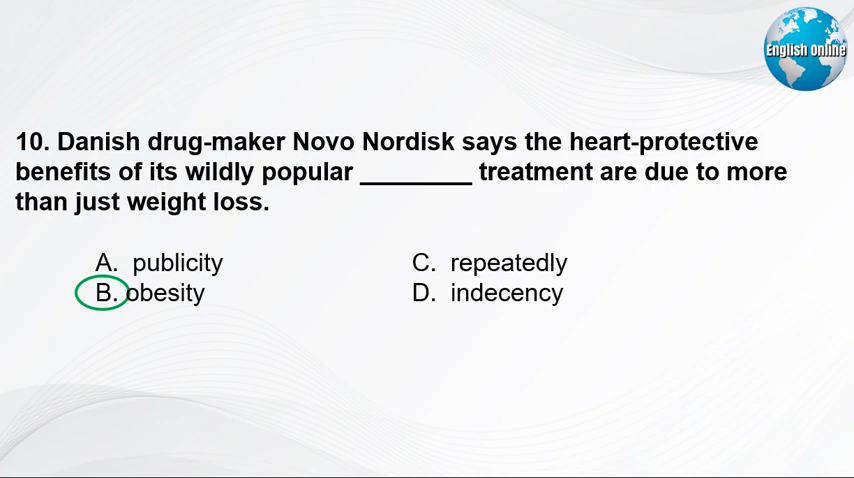 English Online
10. Danish drug-maker Novo Nordisk says the heart-protective
benefits of its wildly popular ________ treatment are due to more
than just weight loss.
A. publicity
B. obesity
C. repeatedly
D. indecency